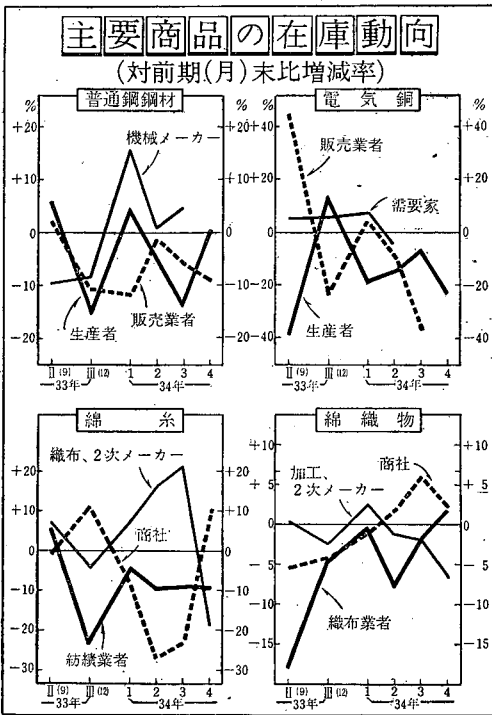 主要商品の在庫動向
(対前期(月)末比増減率)
普通鋼鋼材
%
+20
+10
0
-10
-20
%
+20
+10
0
-10
-20
機械メーカー
生産者
販売業者
II(9) III(12) 1 2 3 4
33年 34年
電気銅
%
+40
+20
0
-20
-40
%
+40
+20
0
-20
-40
販売業者
需要家
生産者
II(9) III(12) 1 2 3 4
33年 34年
綿糸
+20
+10
0
-10
-20
-30
+20
+10
0
-10
-20
-30
織布、2次メーカー
商社
紡績業者
II(9) III(12) 1 2 3 4
33年 34年
綿織物
+10
+ 5
0
- 5
-10
-15
+10
+ 5
0
- 5
-10
-15
加工、
2次メーカー
商社
織布業者
II(9) III(12) 1 2 3 4
33年 34年